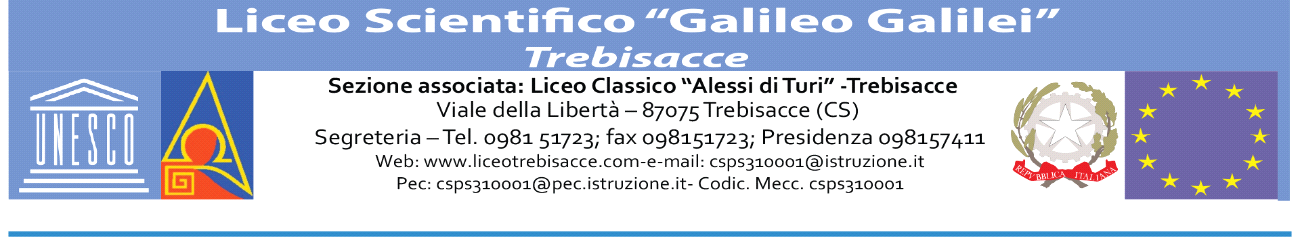 Liceo Scientifico “Galileo Galilei”
Trebisacce
Sezione associata: Liceo Classico “Alessi di Turi” -Trebisacce
Viale della Libertà – 87075 Trebisacce (CS)
Segreteria – Tel. 0981 51723; fax 098151723; Presidenza 098157411
Web: www.liceotrebisacce.com-e-mail: csps310001@istruzione.it
Pec: csps310001@pec.istruzione.it- Codic. Mecc. csps310001
UNESCO
REPVBBLICA ITALIANA